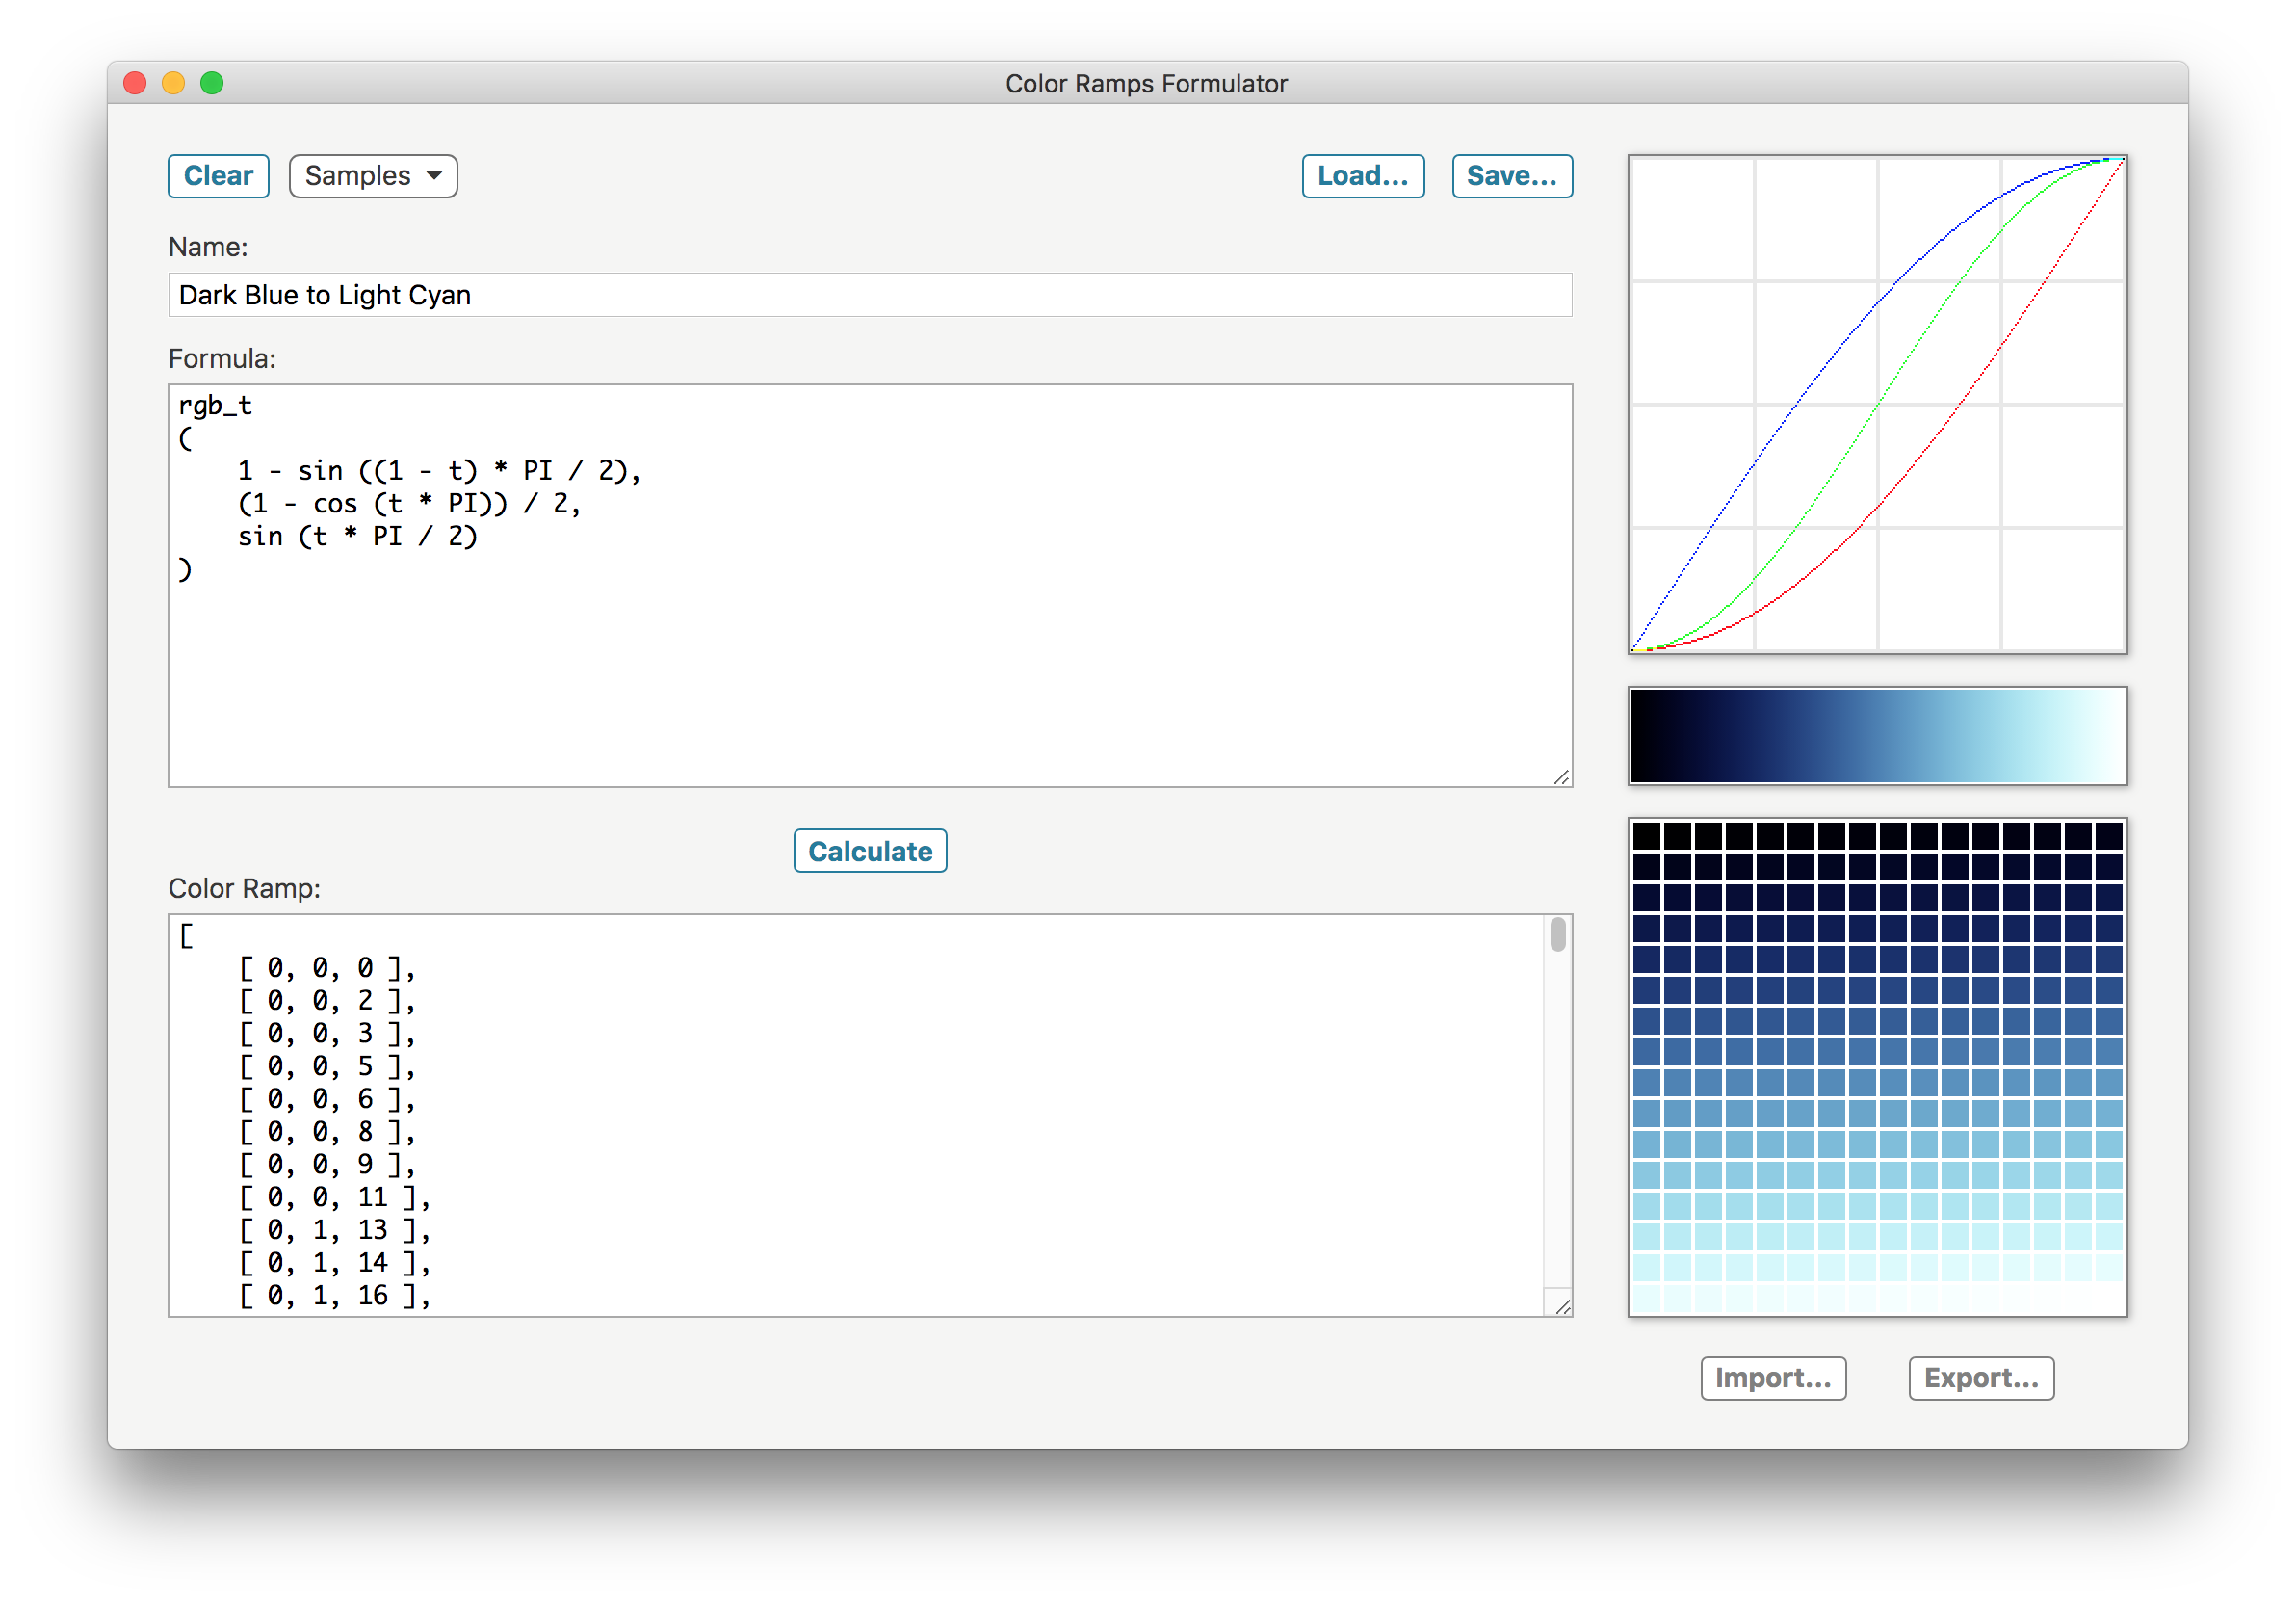 Color Ramps Formulator
Clear Samples Load... Save...
Name:
Dark Blue to Light Cyan
Formula:
rgb_t
(
    1 - sin ((1 - t) * PI / 2),
    (1 - cos (t * PI)) / 2,
    sin (t * PI / 2)
)
Calculate
Color Ramp:
[
    [ 0, 0, 0 ],
    [ 0, 0, 2 ],
    [ 0, 0, 3 ],
    [ 0, 0, 5 ],
    [ 0, 0, 6 ],
    [ 0, 0, 8 ],
    [ 0, 0, 9 ],
    [ 0, 0, 11 ],
    [ 0, 1, 13 ],
    [ 0, 1, 14 ],
    [ 0, 1, 16 ],
Import... Export...